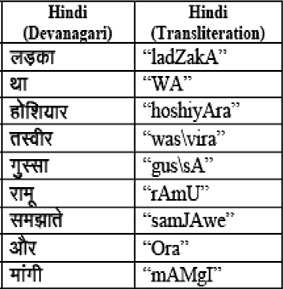 Hindi Hindi
(Devanagari) (Transliteration)
लड़का “ladZakA”
था “WA”
होशियार “hoshiyAra”
तस्वीर “was\vira”
गुस्सा “gus\sA”
रामू “rAmU”
समझाते “samJAwe”
और “Ora”
मांगी “mAMgI”